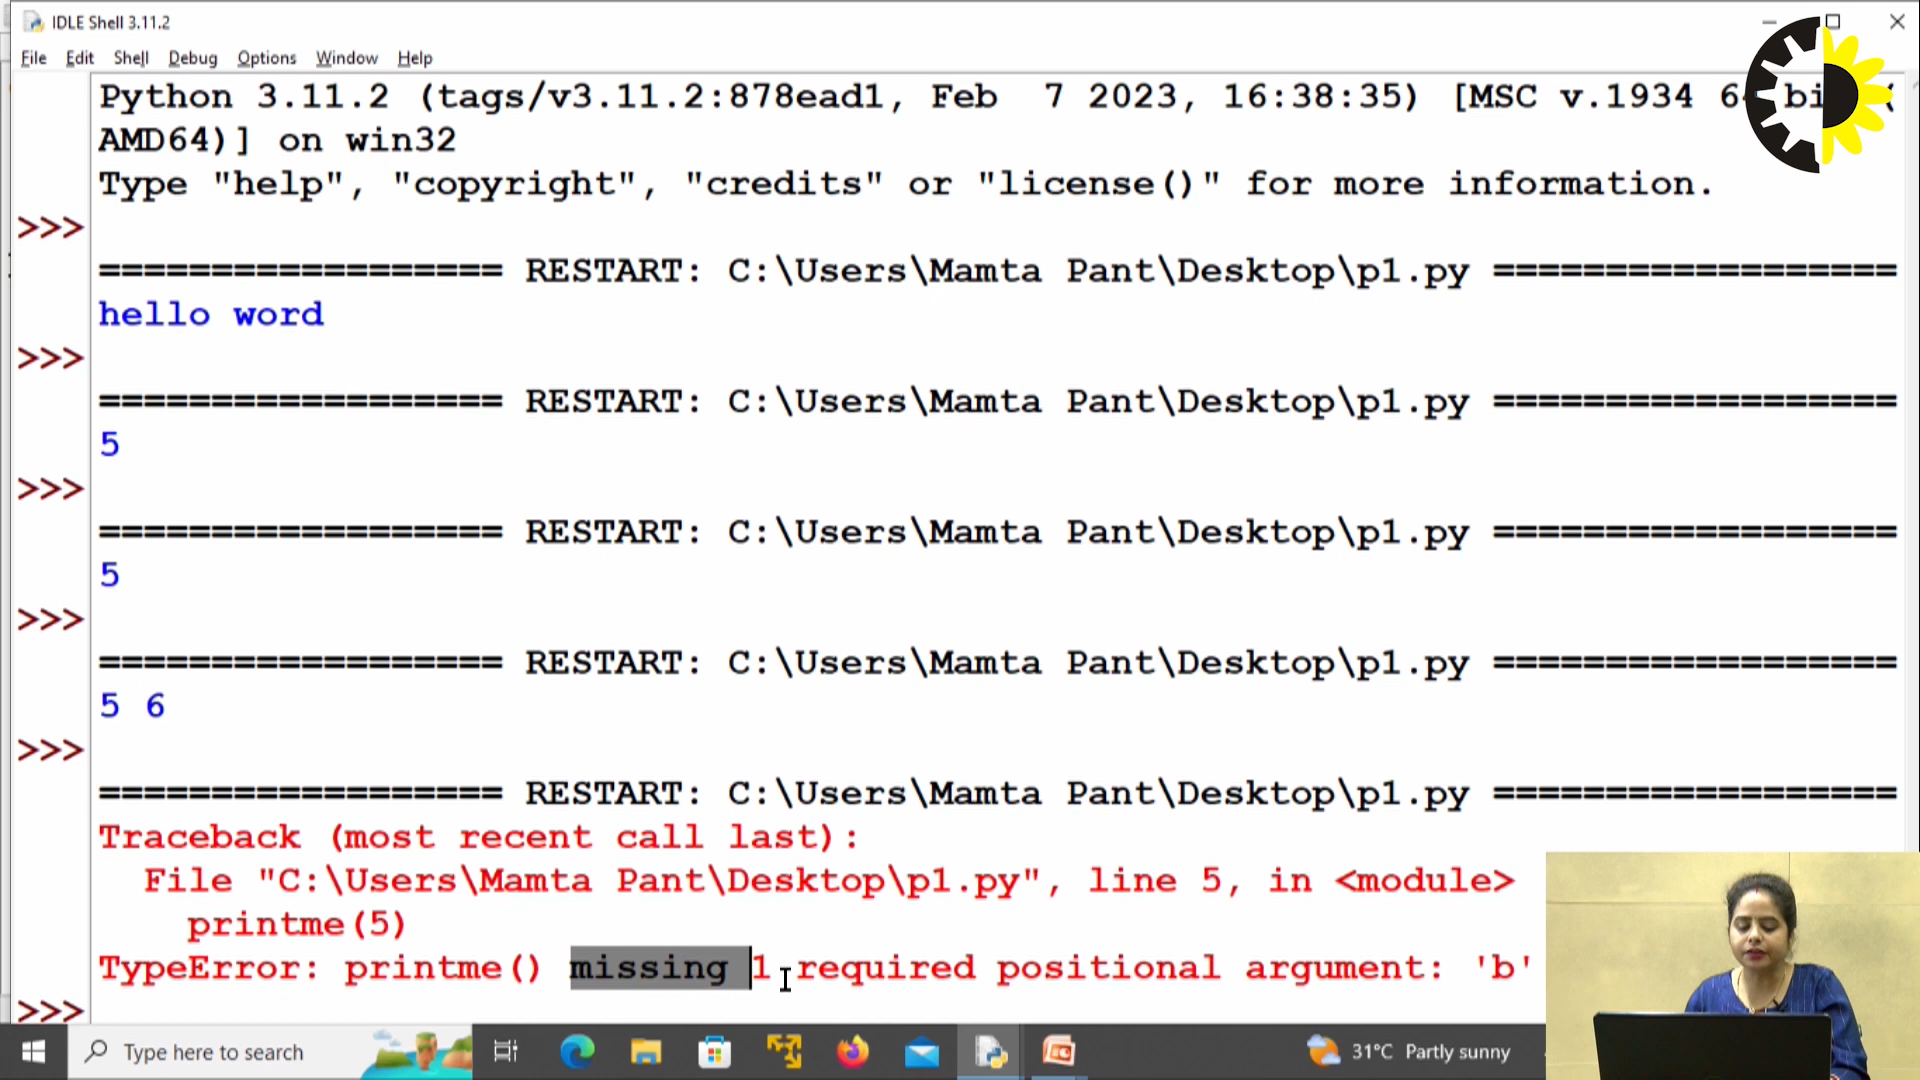 IDLE Shell 3.11.2
File Edit Shell Debug Options Window Help
Python 3.11.2 (tags/v3.11.2:878ead1, Feb  7 2023, 16:38:35) [MSC v.1934 6 bi (
AMD64)] on win32
Type "help", "copyright", "credits" or "license()" for more information.
>>>
================== RESTART: C:\Users\Mamta Pant\Desktop\p1.py ==================
hello word
>>>
================== RESTART: C:\Users\Mamta Pant\Desktop\p1.py ==================
5
>>>
================== RESTART: C:\Users\Mamta Pant\Desktop\p1.py ==================
5
>>>
================== RESTART: C:\Users\Mamta Pant\Desktop\p1.py ==================
5 6
>>>
================== RESTART: C:\Users\Mamta Pant\Desktop\p1.py ==================
Traceback (most recent call last):
  File "C:\Users\Mamta Pant\Desktop\p1.py", line 5, in <module>
    printme(5)
TypeError: printme() missing 1 required positional argument: 'b'
>>>
Type here to search
31°C Partly sunny